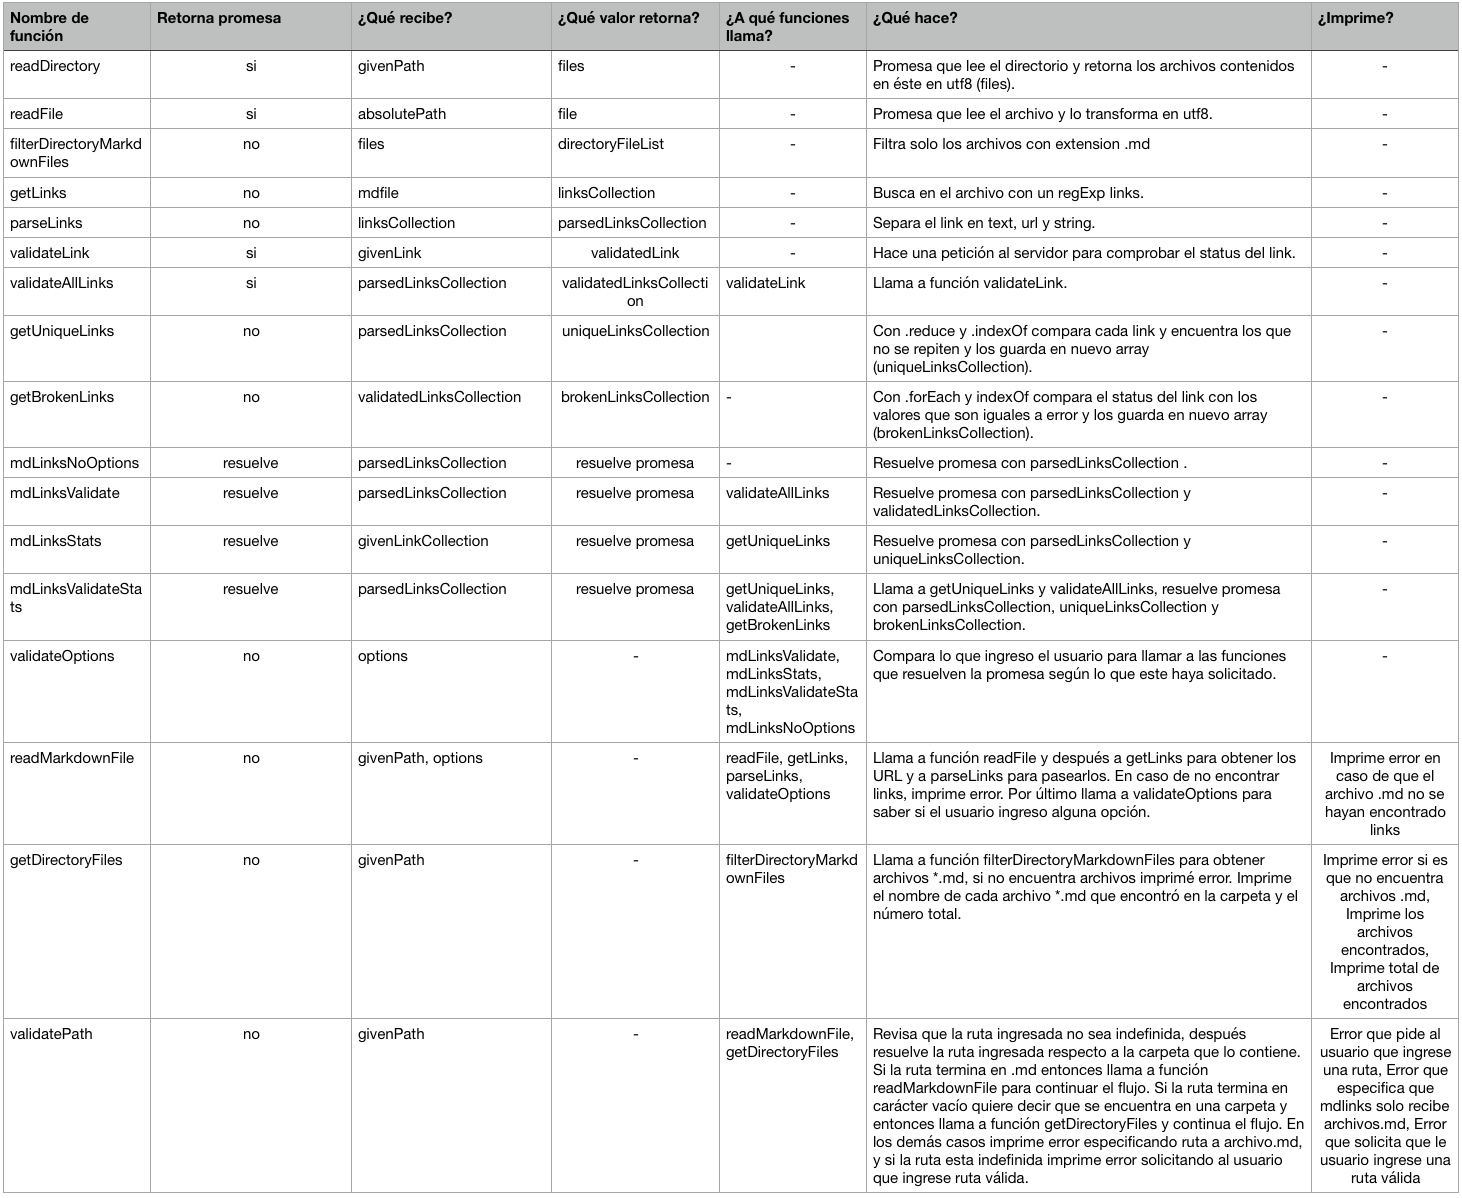 Nombre de función | Retorna promesa | ¿Qué recibe? | ¿Qué valor retorna? | ¿A qué funciones llama? | ¿Qué hace? | ¿Imprime?
readDirectory | si | givenPath | files | - | Promesa que lee el directorio y retorna los archivos contenidos en éste en utf8 (files). | -
readFile | si | absolutePath | file | - | Promesa que lee el archivo y lo transforma en utf8. | -
filterDirectoryMarkdownFiles | no | files | directoryFileList | - | Filtra solo los archivos con extension .md | -
getLinks | no | mdfile | linksCollection | - | Busca en el archivo con un regExp links. | -
parseLinks | no | linksCollection | parsedLinksCollection | - | Separa el link en text, url y string. | -
validateLink | si | givenLink | validatedLink | - | Hace una petición al servidor para comprobar el status del link. | -
validateAllLinks | si | parsedLinksCollection | validatedLinksCollection | validateLink | Llama a función validateLink. | -
getUniqueLinks | no | parsedLinksCollection | uniqueLinksCollection | | Con .reduce y .indexOf compara cada link y encuentra los que no se repiten y los guarda en nuevo array (uniqueLinksCollection). | -
getBrokenLinks | no | validatedLinksCollection | brokenLinksCollection | - | Con .forEach y indexOf compara el status del link con los valores que son iguales a error y los guarda en nuevo array (brokenLinksCollection). | -
mdLinksNoOptions | resuelve | parsedLinksCollection | resuelve promesa | - | Resuelve promesa con parsedLinksCollection . | -
mdLinksValidate | resuelve | parsedLinksCollection | resuelve promesa | validateAllLinks | Resuelve promesa con parsedLinksCollection y validatedLinksCollection. | -
mdLinksStats | resuelve | givenLinkCollection | resuelve promesa | getUniqueLinks | Resuelve promesa con parsedLinksCollection y uniqueLinksCollection. | -
mdLinksValidateStats | resuelve | parsedLinksCollection | resuelve promesa | getUniqueLinks, validateAllLinks, getBrokenLinks | Llama a getUniqueLinks y validateAllLinks, resuelve promesa con parsedLinksCollection, uniqueLinksCollection y brokenLinksCollection. | -
validateOptions | no | options | - | mdLinksValidate, mdLinksStats, mdLinksValidateStats, mdLinksNoOptions | Compara lo que ingreso el usuario para llamar a las funciones que resuelven la promesa según lo que este haya solicitado. | -
readMarkdownFile | no | givenPath, options | - | readFile, getLinks, parseLinks, validateOptions | Llama a función readFile y después a getLinks para obtener los URL y a parseLinks para pasearlos. En caso de no encontrar links, imprime error. Por último llama a validateOptions para saber si el usuario ingreso alguna opción. | Imprime error en caso de que el archivo .md no se hayan encontrado links
getDirectoryFiles | no | givenPath | - | filterDirectoryMarkdownFiles | Llama a función filterDirectoryMarkdownFiles para obtener archivos *.md, si no encuentra archivos imprimé error. Imprime el nombre de cada archivo *.md que encontró en la carpeta y el número total. | Imprime error si es que no encuentra archivos .md, Imprime los archivos encontrados, Imprime total de archivos encontrados
validatePath | no | givenPath | - | readMarkdownFile, getDirectoryFiles | Revisa que la ruta ingresada no sea indefinida, después resuelve la ruta ingresada respecto a la carpeta que lo contiene. Si la ruta termina en .md entonces llama a función readMarkdownFile para continuar el flujo. Si la ruta termina en carácter vacío quiere decir que se encuentra en una carpeta y entonces llama a función getDirectoryFiles y continua el flujo. En los demás casos imprime error especificando ruta a archivo.md, y si la ruta esta indefinida imprime error solicitando al usuario que ingrese ruta válida. | Error que pide al usuario que ingrese una ruta, Error que especifica que mdlinks solo recibe archivos.md, Error que solicita que le usuario ingrese una ruta válida